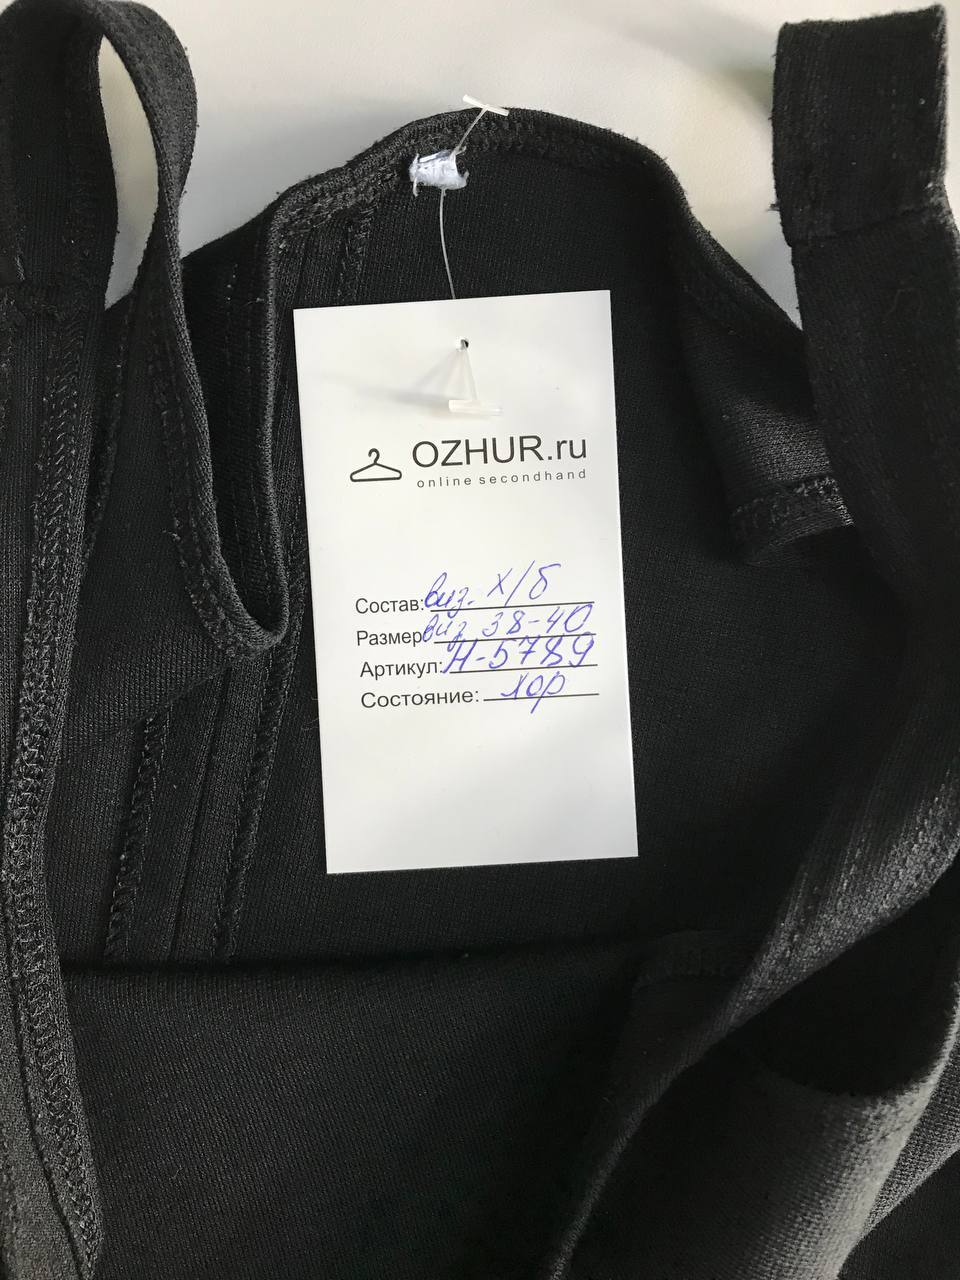 OZHUR.ru
online secondhand
Состав: виз. х/б
Размер: виз 38-40
Артикул: Н-5789
Состояние: хор